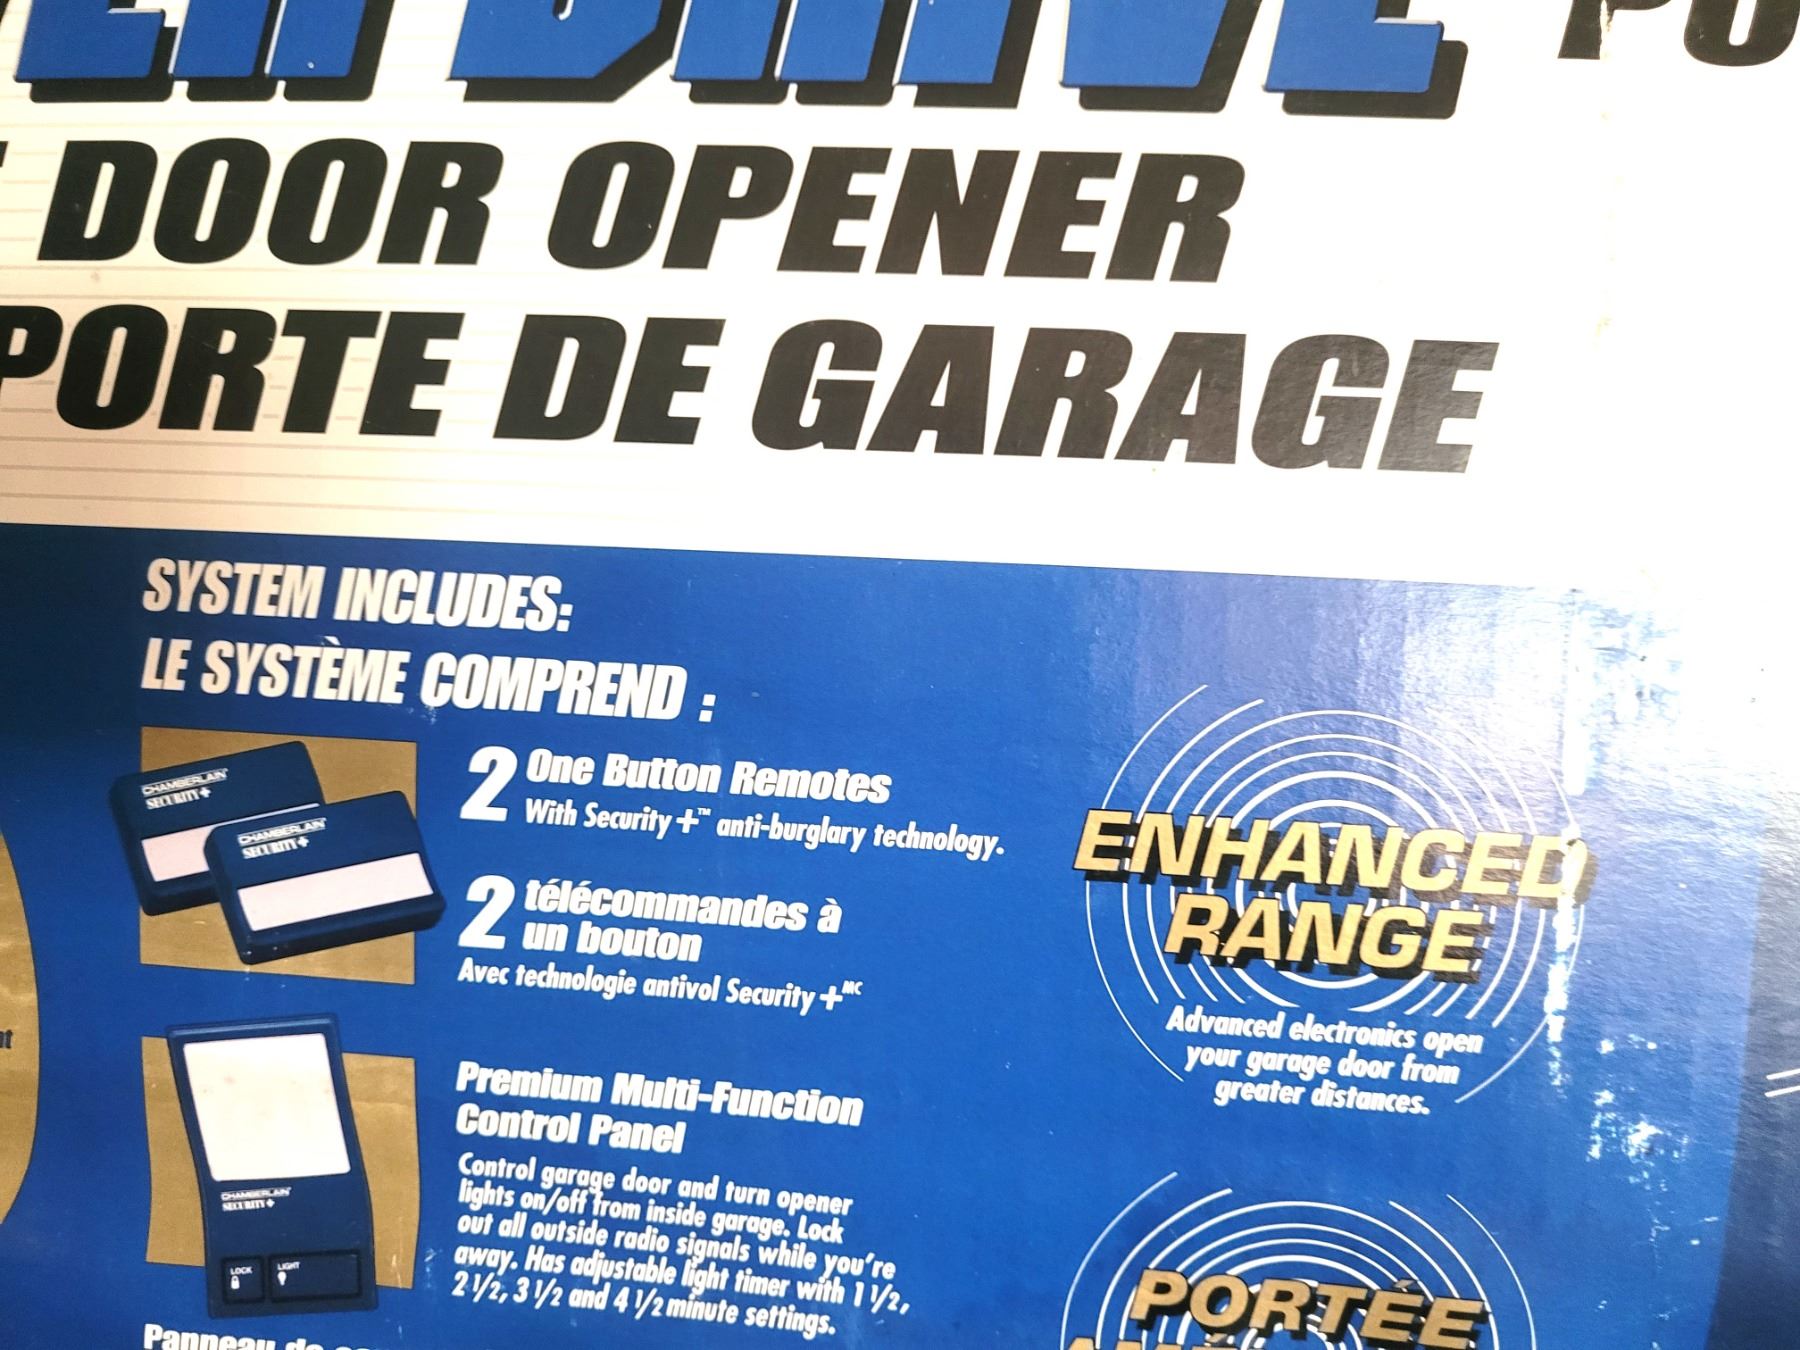 DRIVE
DOOR OPENER
PORTE DE GARAGE
SYSTEM INCLUDES:
LE SYSTÈME COMPREND :
CHAMBERLAIN
SECURITY+
CHAMBERLAIN
SECURITY+
2 One Button Remotes
With Security+™ anti-burglary technology.
2 télécommandes à
un bouton
Avec technologie antivol Security+MC
ENHANCED
RANGE
Advanced electronics open
your garage door from
greater distances.
Premium Multi-Function
Control Panel
Control garage door and turn opener
lights on/off from inside garage. Lock
out all outside radio signals while you're
away. Has adjustable light timer with 1 1/2,
2 1/2, 3 1/2 and 4 1/2 minute settings.
CHAMBERLAIN
SECURITY+
LOCK
LIGHT
PORTÉE
Panneau de